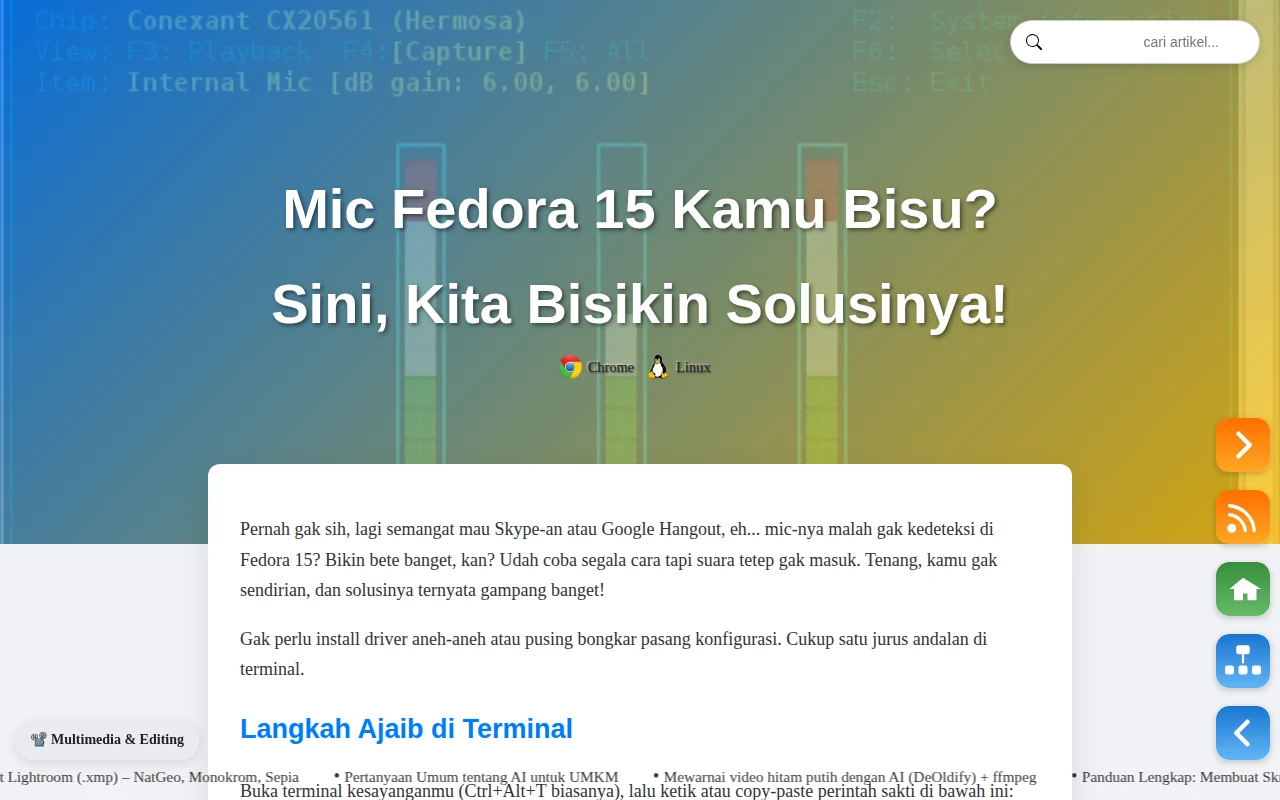 Chip: Conexant CX20561 (Hermosa)
F2: System information
View: F3: Playback F4:[Capture] F5: All
F6: Selec
Item: Internal Mic [dB gain: 6.00, 6.00]
Esc: Exit
cari artikel...
Mic Fedora 15 Kamu Bisu?
Sini, Kita Bisikin Solusinya!
Chrome Linux
Pernah gak sih, lagi semangat mau Skype-an atau Google Hangout, eh... mic-nya malah gak kedeteksi di
Fedora 15? Bikin bete banget, kan? Udah coba segala cara tapi suara tetep gak masuk. Tenang, kamu gak
sendirian, dan solusinya ternyata gampang banget!
Gak perlu install driver aneh-aneh atau pusing bongkar pasang konfigurasi. Cukup satu jurus andalan di
terminal.
Langkah Ajaib di Terminal
Multimedia & Editing
t Lightroom (.xmp) – NatGeo, Monokrom, Sepia • Pertanyaan Umum tentang AI untuk UMKM • Mewarnai video hitam putih dengan AI (DeOldify) + ffmpeg • Panduan Lengkap: Membuat Sk
Buka terminal kesayanganmu (Ctrl+Alt+T biasanya), lalu ketik atau copy-paste perintah sakti di bawah ini: